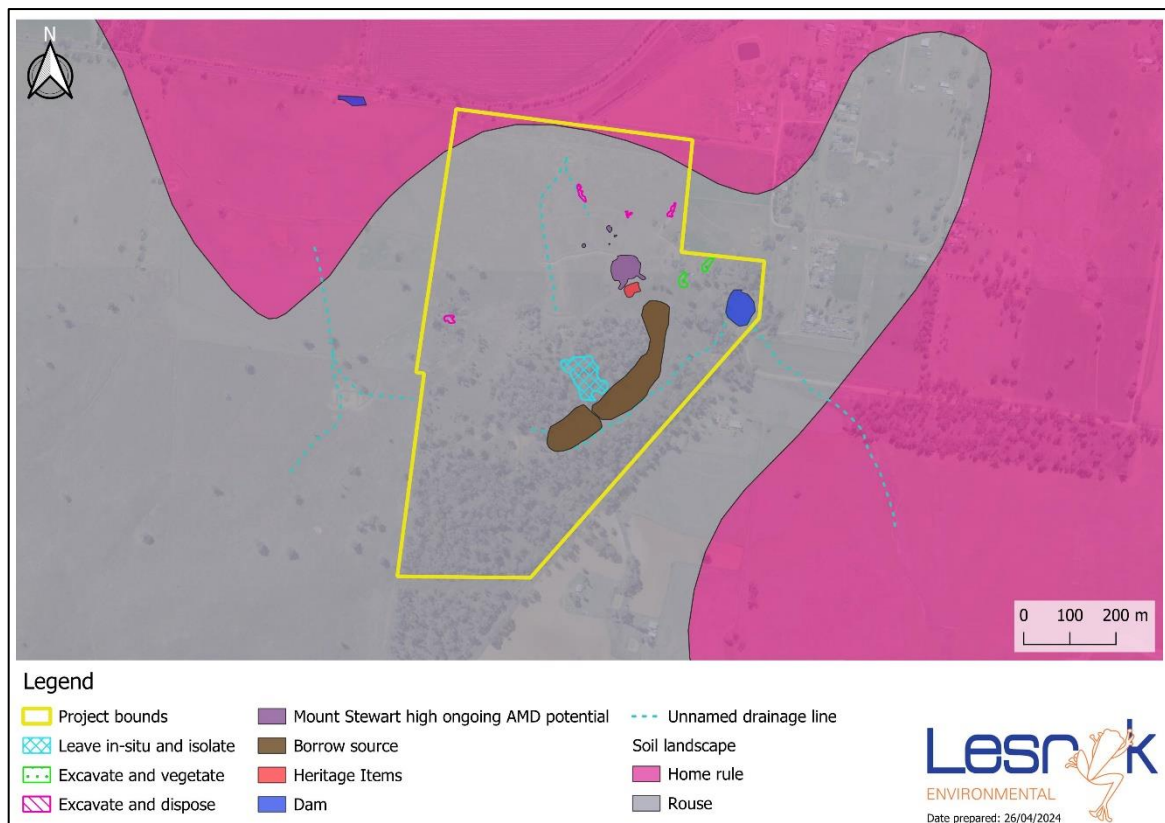 N
0 100 200 m
Legend
Project bounds
Leave in-situ and isolate
Excavate and vegetate
Excavate and dispose
Mount Stewart high ongoing AMD potential
Borrow source
Heritage Items
Dam
Unnamed drainage line
Soil landscape
Home rule
Rouse
Lesryk
ENVIRONMENTAL
Date prepared: 26/04/2024